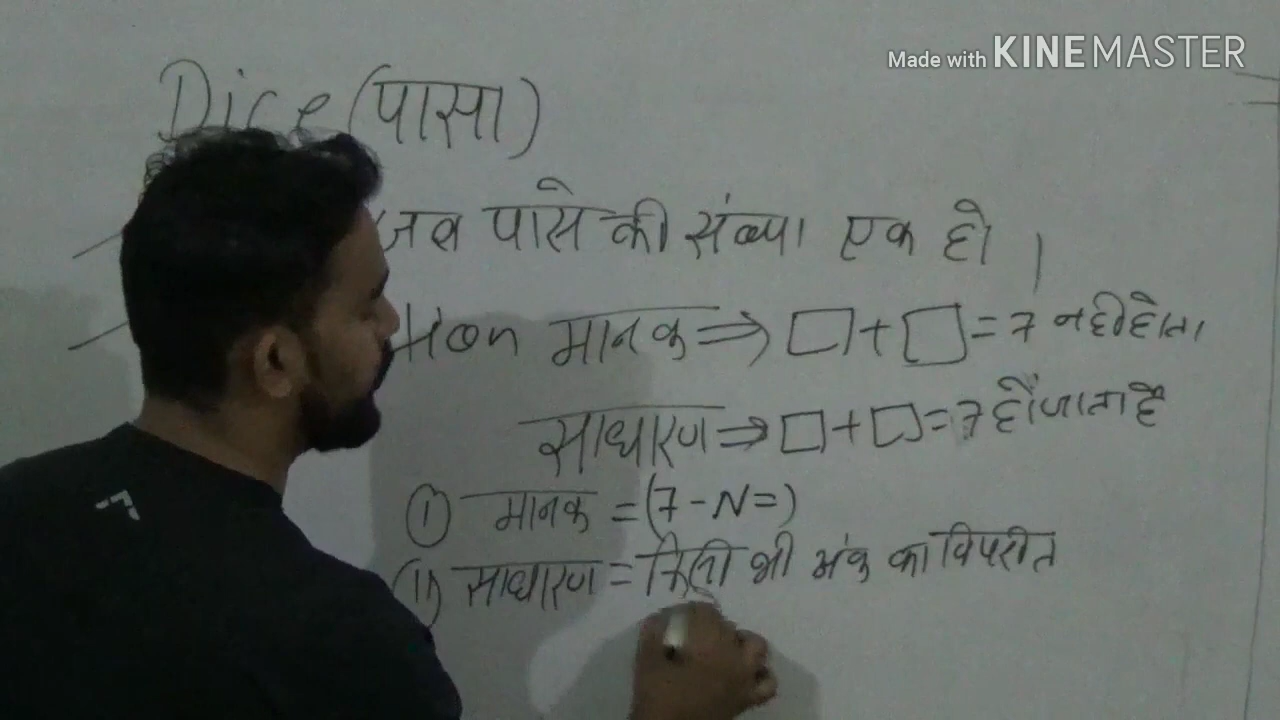 Made with KINEMASTER
Dice (पासा)
जब पासे की संख्या एक हो ।
मानक ⇒ □ + □ = 7 नहीं होता
साधारण ⇒ □ + □ = 7 हो जाता है
(i) मानक = (7 - N = )
(ii) साधारण = किसी भी अंक का विपरीत